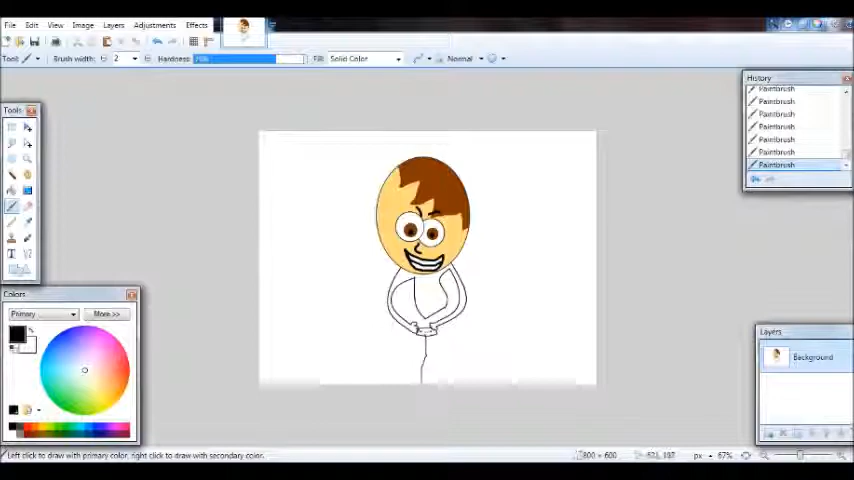 File Edit View Image Layers Adjustments Effects
Tool: Brush width: 2 Hardness: Fill: Solid Color Normal
History
Paintbrush
Paintbrush
Paintbrush
Paintbrush
Paintbrush
Paintbrush
Paintbrush
Tools
Colors
Primary More >>
Layers
Background
Left click to draw with primary color, right click to draw with secondary color.
800 × 600 px 67%